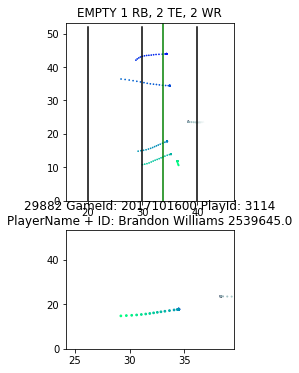 EMPTY 1 RB, 2 TE, 2 WR
50
40
30
20
10
0
20 30 40
29882 GameId: 2017101600 PlayId: 3114
PlayerName + ID: Brandon Williams 2539645.0
40
20
0
25 30 35